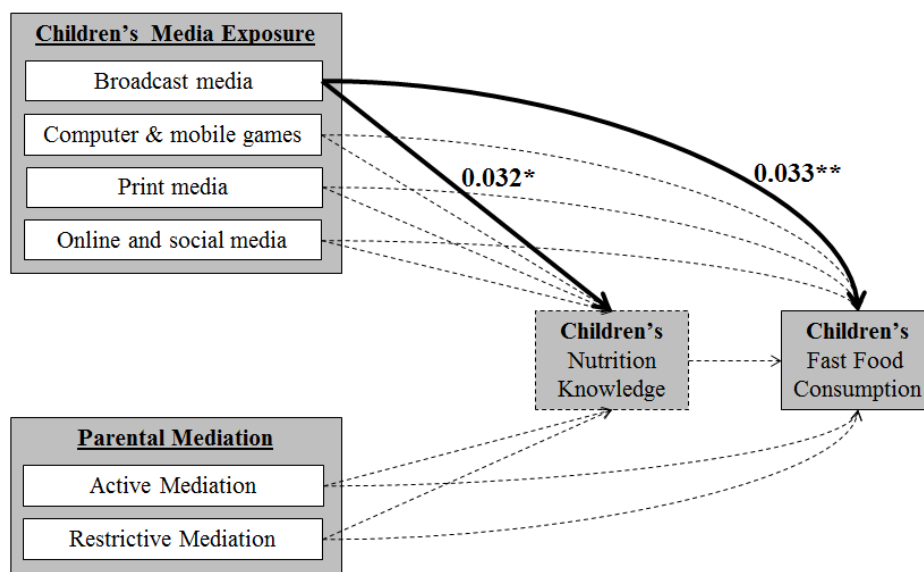 Children's Media Exposure
Broadcast media
Computer & mobile games
Print media
Online and social media
0.032*
0.033**
Children's
Nutrition
Knowledge
Children's
Fast Food
Consumption
Parental Mediation
Active Mediation
Restrictive Mediation